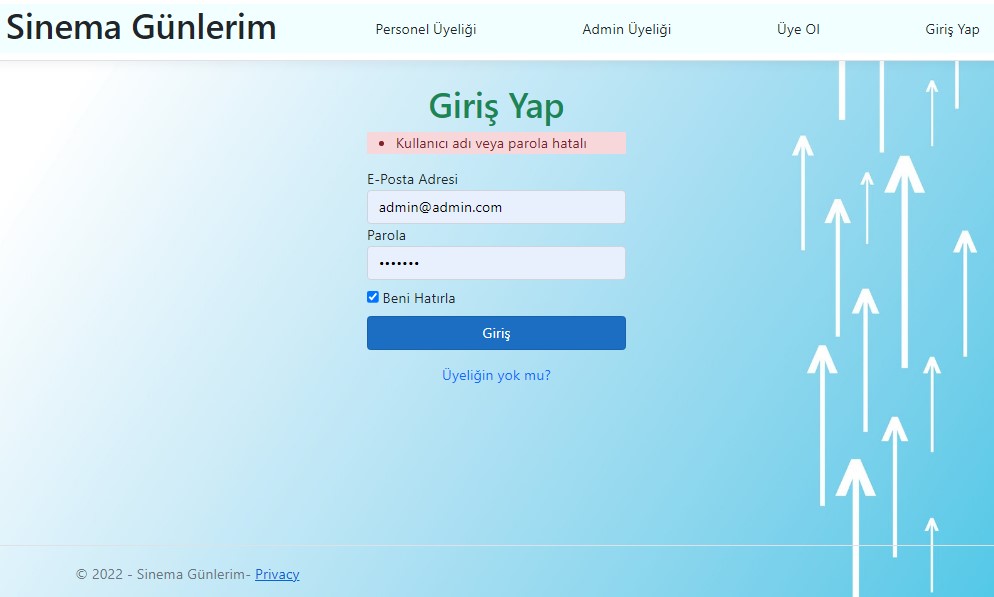 Sinema Günlerim
Personel Üyeliği
Admin Üyeliği
Üye Ol
Giriş Yap
Giriş Yap
• Kullanıcı adı veya parola hatalı
E-Posta Adresi
admin@admin.com
Parola
•••••••
Beni Hatırla
Giriş
Üyeliğin yok mu?
© 2022 - Sinema Günlerim- Privacy